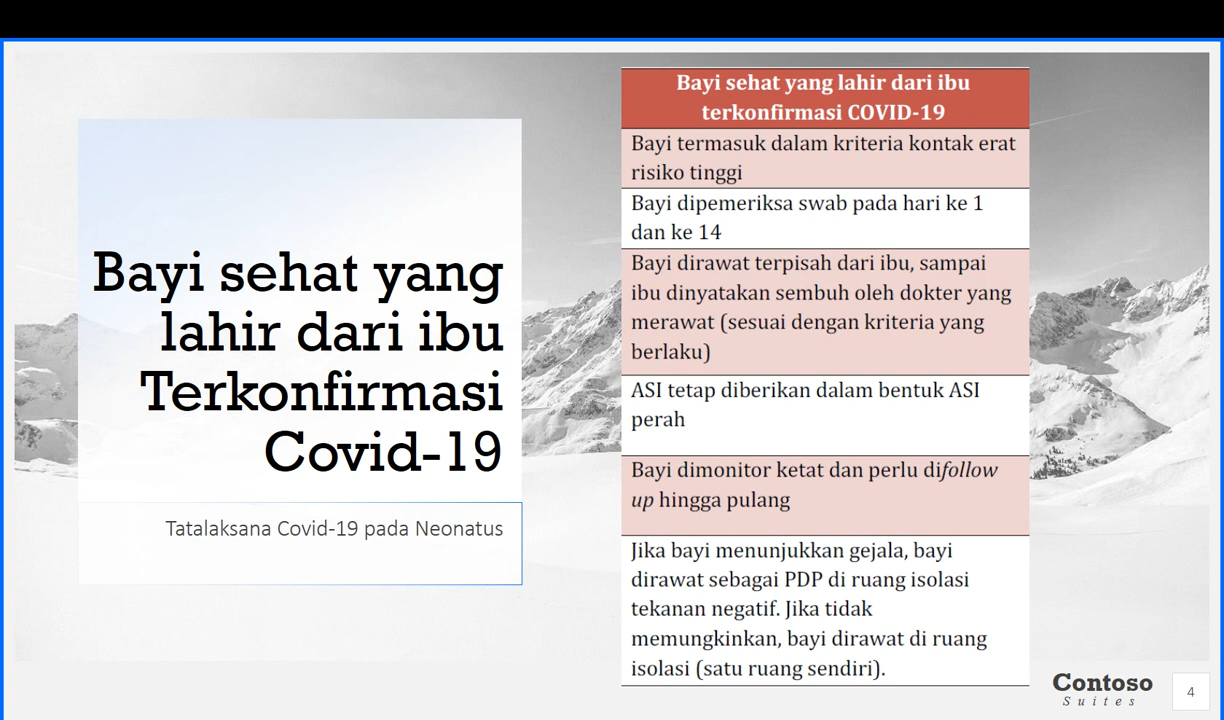 Bayi sehat yang
lahir dari ibu
Terkonfirmasi
Covid-19
Tatalaksana Covid-19 pada Neonatus
Bayi sehat yang lahir dari ibu
terkonfirmasi COVID-19
Bayi termasuk dalam kriteria kontak erat
risiko tinggi
Bayi dipemeriksa swab pada hari ke 1
dan ke 14
Bayi dirawat terpisah dari ibu, sampai
ibu dinyatakan sembuh oleh dokter yang
merawat (sesuai dengan kriteria yang
berlaku)
ASI tetap diberikan dalam bentuk ASI
perah
Bayi dimonitor ketat dan perlu difollow
up hingga pulang
Jika bayi menunjukkan gejala, bayi
dirawat sebagai PDP di ruang isolasi
tekanan negatif. Jika tidak
memungkinkan, bayi dirawat di ruang
isolasi (satu ruang sendiri).
Contoso
Suites
4